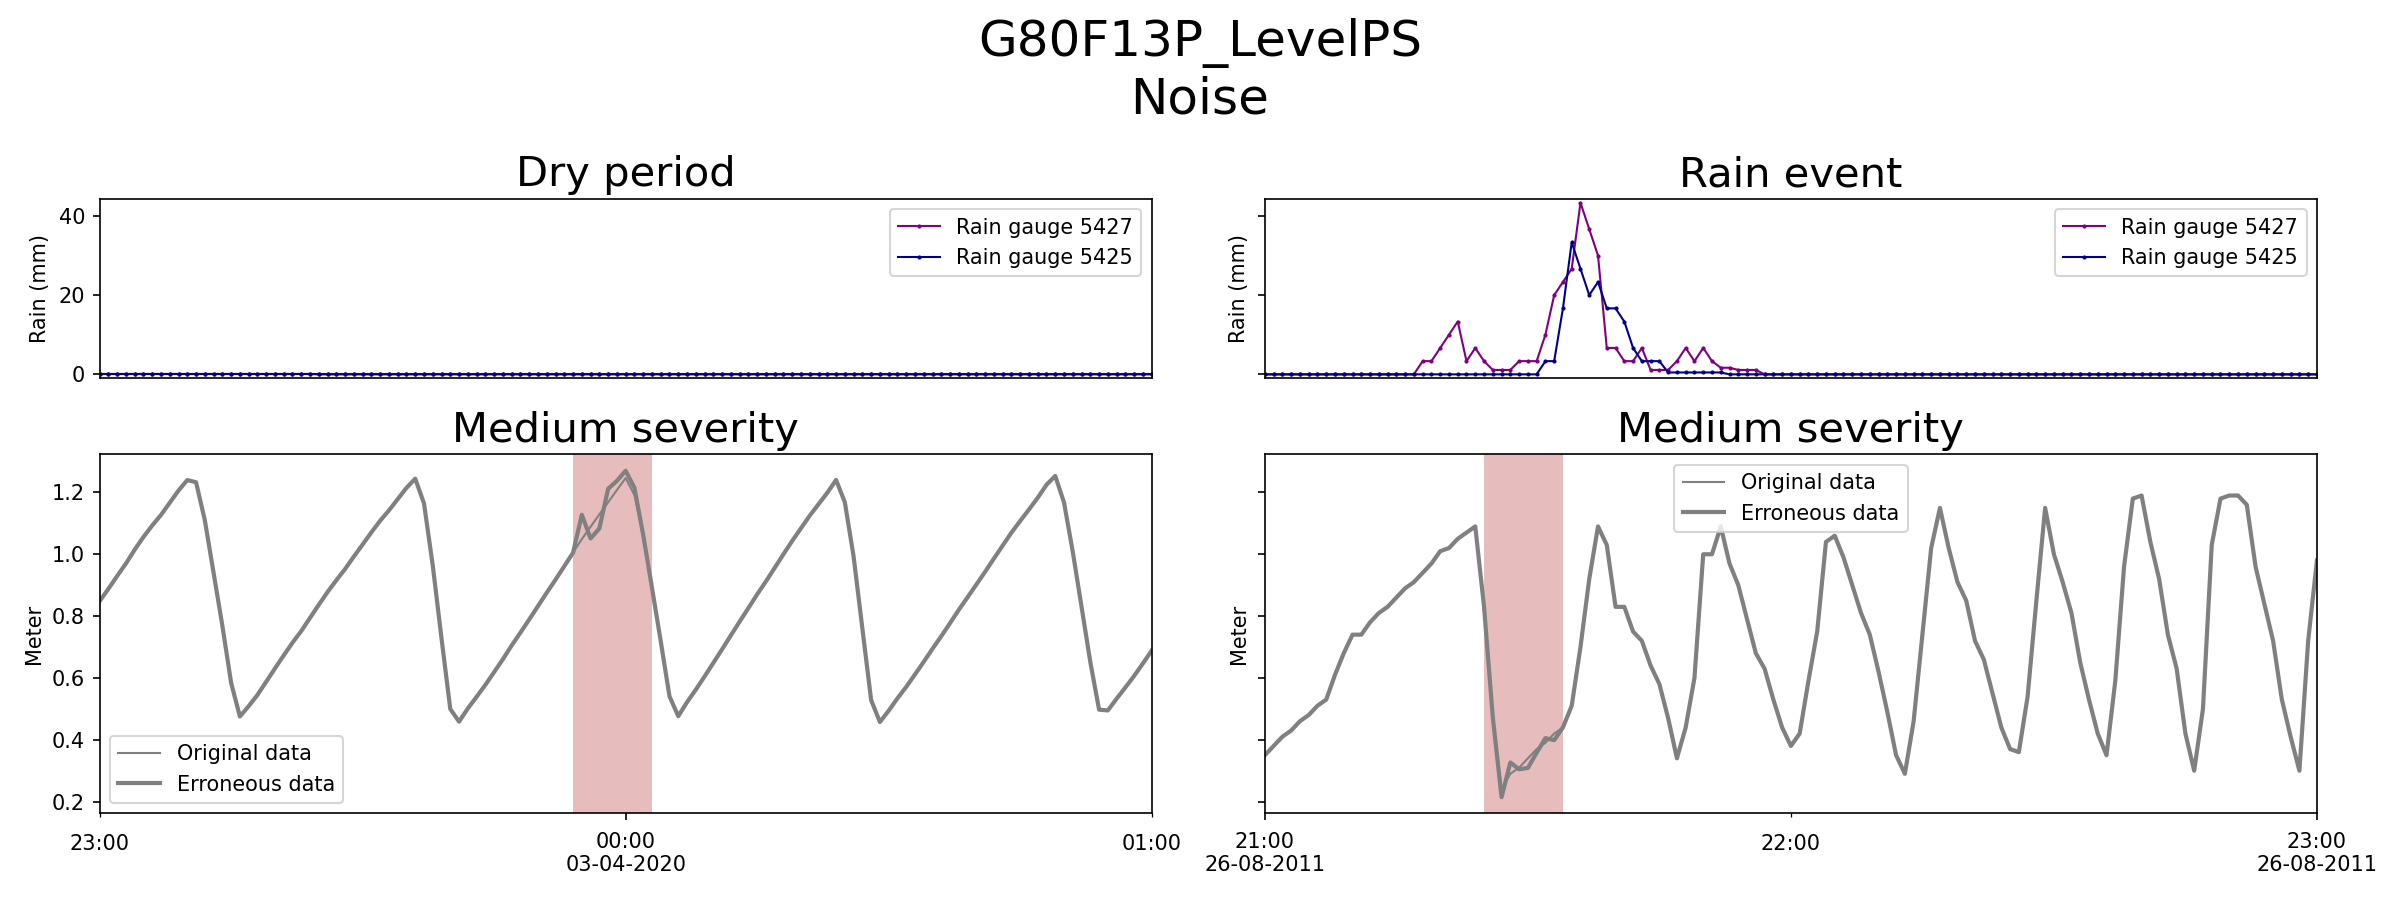 G80F13P_LevelPS
Noise
Dry period
Rain (mm)
40
20
0
Rain gauge 5427
Rain gauge 5425
Rain event
Rain (mm)
Rain gauge 5427
Rain gauge 5425
Medium severity
Meter
1.2
1.0
0.8
0.6
0.4
0.2
Original data
Erroneous data
23:00
00:00
03-04-2020
01:00
Medium severity
Meter
Original data
Erroneous data
21:00
26-08-2011
22:00
23:00
26-08-2011